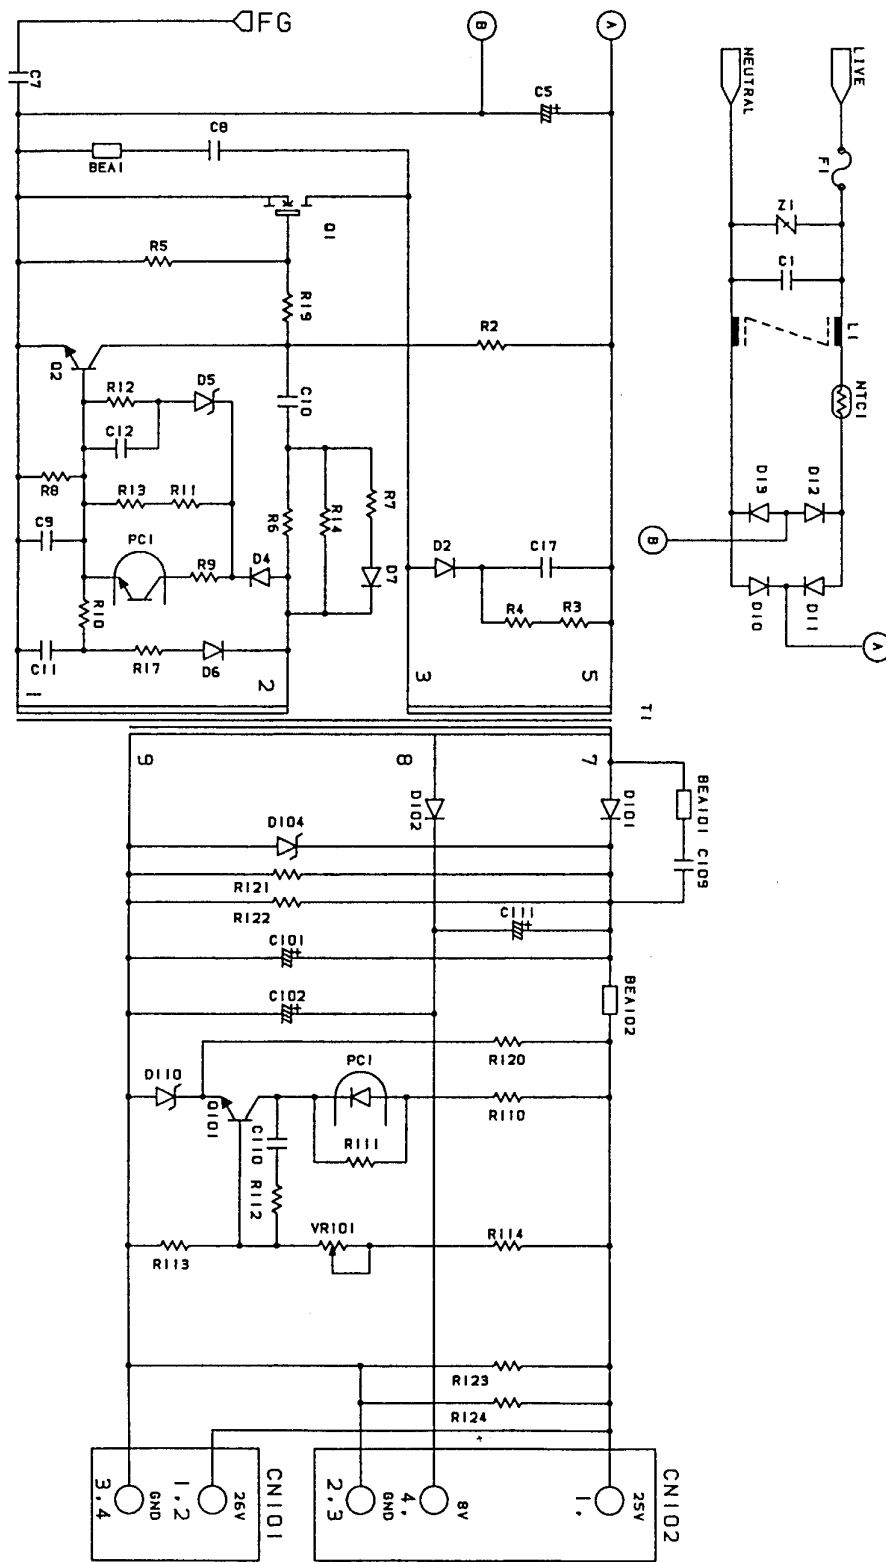 FG
B
A
C7
C5
NEUTRAL
LIVE
C8
BEA1
F1
Z1
Q1
C1
R5
R19
R2
L1
Q2
R12
D5
C10
NTC1
C12
R8
R13
R11
R7
R6
R14
D13
D12
C9
PC1
B
R9
D4
D7
D2
C17
R10
R4
R3
D10
D11
A
C11
R17
D6
1
2
3
5
T1
9
8
7
D102
D101
BEA101
C109
D104
R121
R122
C111
C101
C102
BEA102
R120
D110
Q101
PC1
R110
C110
R111
R112
VR101
R114
R113
R123
R124
CN101
CN102
3,4
GND
1,2
26V
2,3
GND
4,
8V
1,
25V